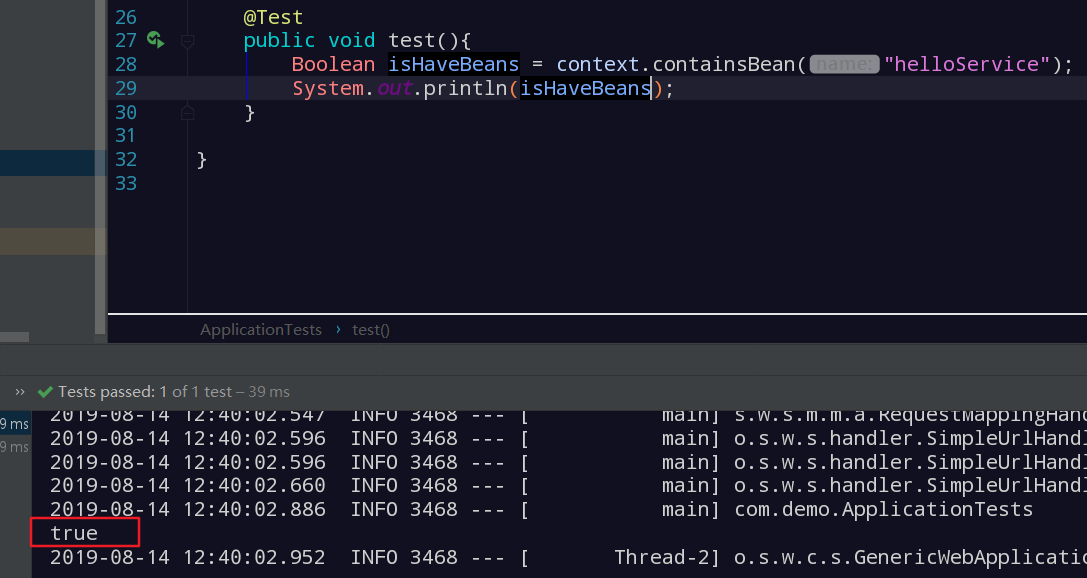 26 @Test
27 public void test(){
28 Boolean isHaveBeans = context.containsBean( name: "helloService");
29 System.out.println(isHaveBeans);
30 }
31
32 }
33
ApplicationTests › test()
» Tests passed: 1 of 1 test – 39 ms
9 ms 2019-08-14 12:40:02.547 INFO 3468 --- [ main] s.w.s.m.m.a.RequestMappingHand
9 ms 2019-08-14 12:40:02.596 INFO 3468 --- [ main] o.s.w.s.handler.SimpleUrlHandl
2019-08-14 12:40:02.596 INFO 3468 --- [ main] o.s.w.s.handler.SimpleUrlHandl
2019-08-14 12:40:02.660 INFO 3468 --- [ main] o.s.w.s.handler.SimpleUrlHandl
2019-08-14 12:40:02.886 INFO 3468 --- [ main] com.demo.ApplicationTests
true
2019-08-14 12:40:02.952 INFO 3468 --- [ Thread-2] o.s.w.c.s.GenericWebApplicatio